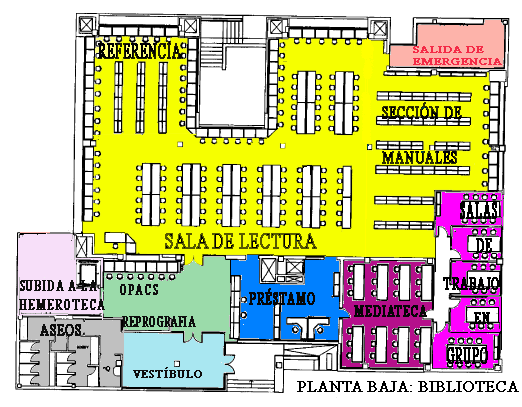 REFERENCIA
SALIDA DE
EMERGENCIA
SECCIÓN DE
MANUALES
SALA DE LECTURA
SALAS
DE
TRABAJO
EN
GRUPO
SUBIDA A LA
HEMEROTECA
OPACS
REPROGRAFIA
PRÉSTAMO
MEDIATECA
ASEOS
VESTÍBULO
PLANTA BAJA: BIBLIOTECA